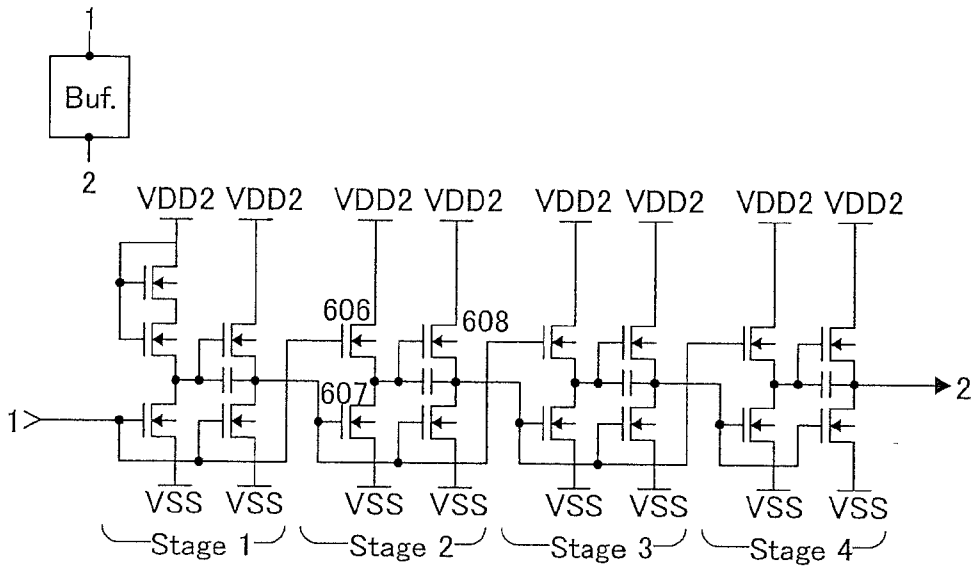 1
Buf.
2
VDD2 VDD2 VDD2 VDD2 VDD2 VDD2 VDD2 VDD2
606
608
607
1
2
VSS VSS VSS VSS VSS VSS VSS VSS
Stage 1 Stage 2 Stage 3 Stage 4